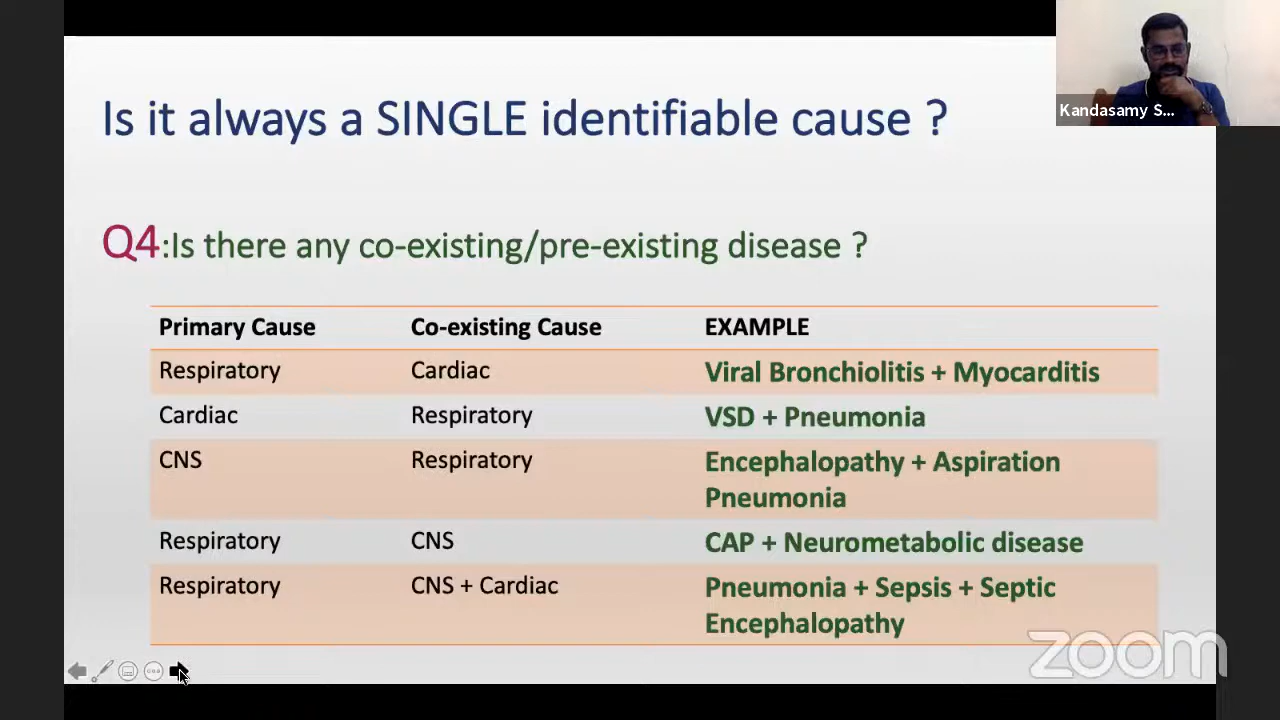 Is it always a SINGLE identifiable cause ?
Kandasamy S...
Q4:Is there any co-existing/pre-existing disease ?
Primary Cause Co-existing Cause EXAMPLE
Respiratory Cardiac Viral Bronchiolitis + Myocarditis
Cardiac Respiratory VSD + Pneumonia
CNS Respiratory Encephalopathy + Aspiration
Pneumonia
Respiratory CNS CAP + Neurometabolic disease
Respiratory CNS + Cardiac Pneumonia + Sepsis + Septic
Encephalopathy
zoom